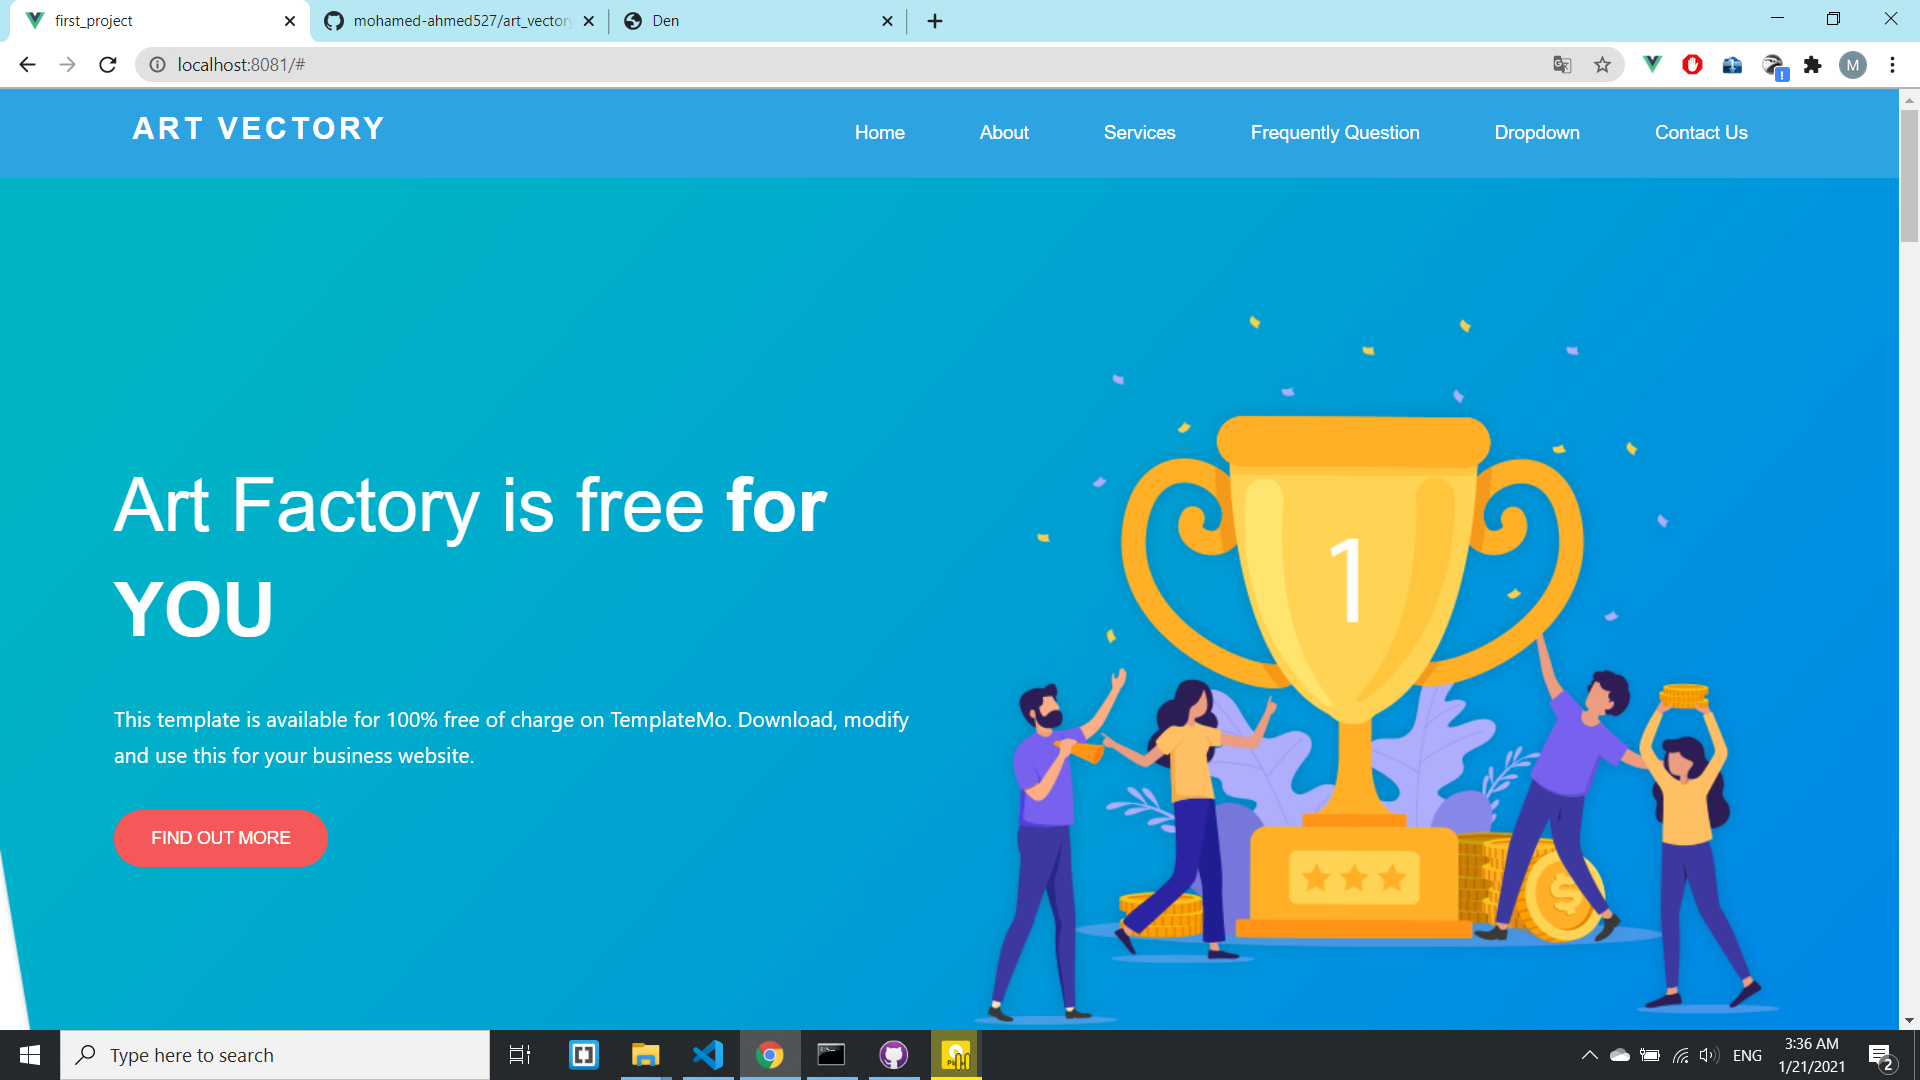 first_project
mohamed-ahmed527/art_vectory
Den
localhost:8081/#
M
ART VECTORY
Home
About
Services
Frequently Question
Dropdown
Contact Us
Art Factory is free for
YOU
This template is available for 100% free of charge on TemplateMo. Download, modify
and use this for your business website.
FIND OUT MORE
1
$
Type here to search
ENG
3:36 AM
1/21/2021
2